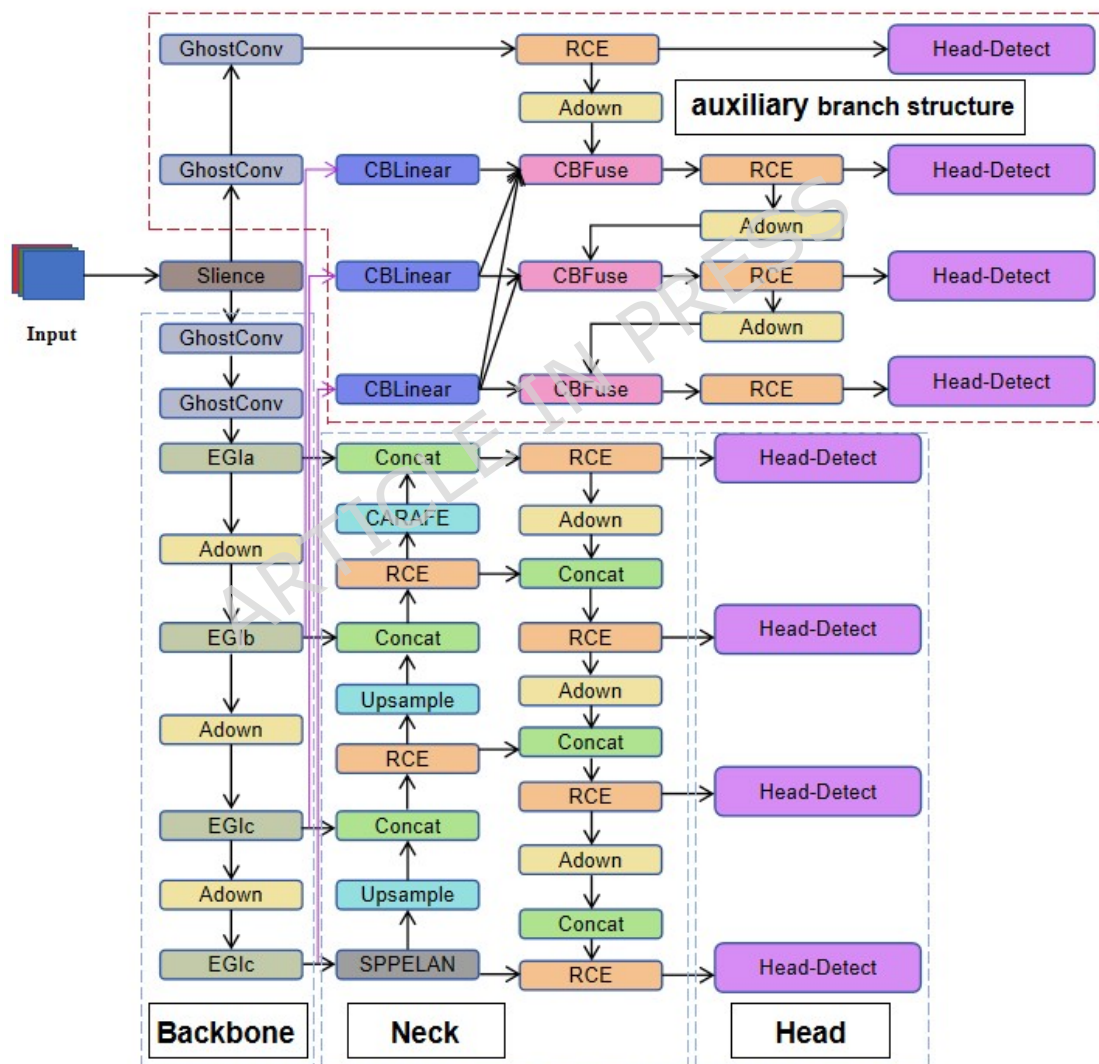 GhostConv
RCE
Head-Detect
Adown
auxiliary branch structure
GhostConv
CBLinear
CBFuse
RCE
Head-Detect
Adown
Slience
CBLinear
CBFuse
RCE
Head-Detect
Input
GhostConv
Adown
GhostConv
CBLinear
CBFuse
RCE
Head-Detect
EGIa
Concat
RCE
Head-Detect
CARAFE
Adown
Adown
RCE
Concat
EGIb
Concat
RCE
Head-Detect
Upsample
Adown
Adown
RCE
Concat
EGIc
Concat
RCE
Head-Detect
Adown
Upsample
Adown
Concat
EGIc
SPPELAN
RCE
Head-Detect
Backbone
Neck
Head
ARTICLE IN PRESS